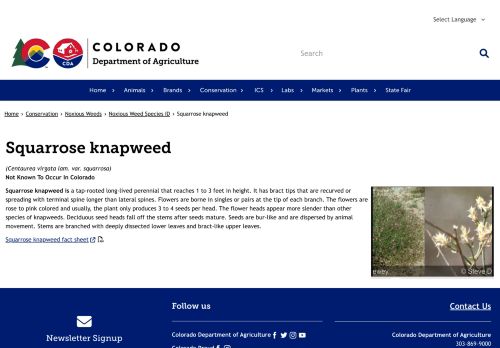 Select Language
COLORADO
Department of Agriculture
CDA
Search
Home › Animals › Brands › Conservation › ICS › Labs › Markets › Plants › State Fair
Home › Conservation › Noxious Weeds › Noxious Weed Species ID › Squarrose knapweed
Squarrose knapweed
(Centaurea virgata lam. var. squarrosa)
Not Known To Occur In Colorado
Squarrose knapweed is a tap-rooted long-lived perennial that reaches 1 to 3 feet in height. It has bract tips that are recurved or
spreading with terminal spine longer than lateral spines. Flowers are borne in singles or pairs at the tip of each branch. The flowers are
rose to pink colored and usually, the plant only produces 3 to 4 seeds per head. The flower heads appear more slender than other
species of knapweeds. Deciduous seed heads fall off the stems after seeds mature. Seeds are bur-like and are dispersed by animal
movement. Stems are branched with deeply dissected lower leaves and bract-like upper leaves.
ewey
© Steve D
Squarrose knapweed fact sheet
Follow us
Contact Us
Newsletter Signup
Colorado Department of Agriculture
Colorado Proud
Colorado Department of Agriculture
303-869-9000